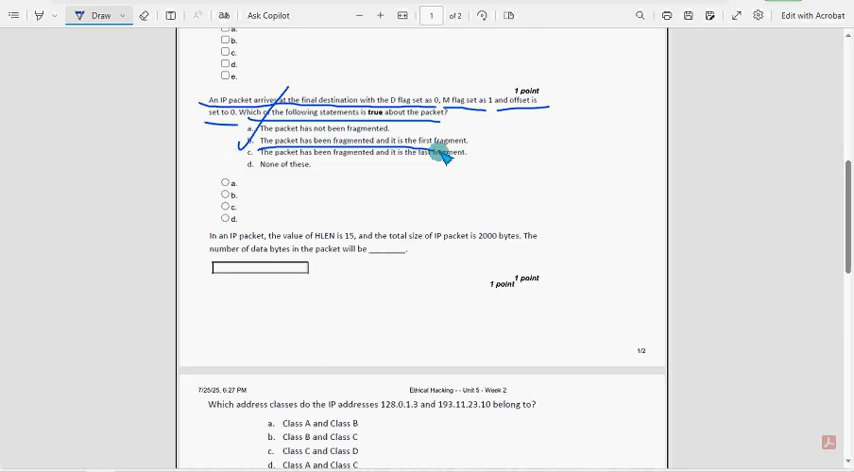 Draw
Ask Copilot
1 of 2
Edit with Acrobat
a.
b.
c.
d.
e.
1 point
An IP packet arrives at the final destination with the D flag set as 0, M flag set as 1 and offset is
set to 0. Which of the following statements is true about the packet?
a. The packet has not been fragmented.
b. The packet has been fragmented and it is the first fragment.
c. The packet has been fragmented and it is the last fragment.
d. None of these.
a.
b.
c.
d.
In an IP packet, the value of HLEN is 15, and the total size of IP packet is 2000 bytes. The
number of data bytes in the packet will be ________.
1 point
1 point
1/2
7/25/25, 6:27 PM Ethical Hacking - - Unit 5 - Week 2
Which address classes do the IP addresses 128.0.1.3 and 193.11.23.10 belong to?
a. Class A and Class B
b. Class B and Class C
c. Class C and Class D
d. Class A and Class C